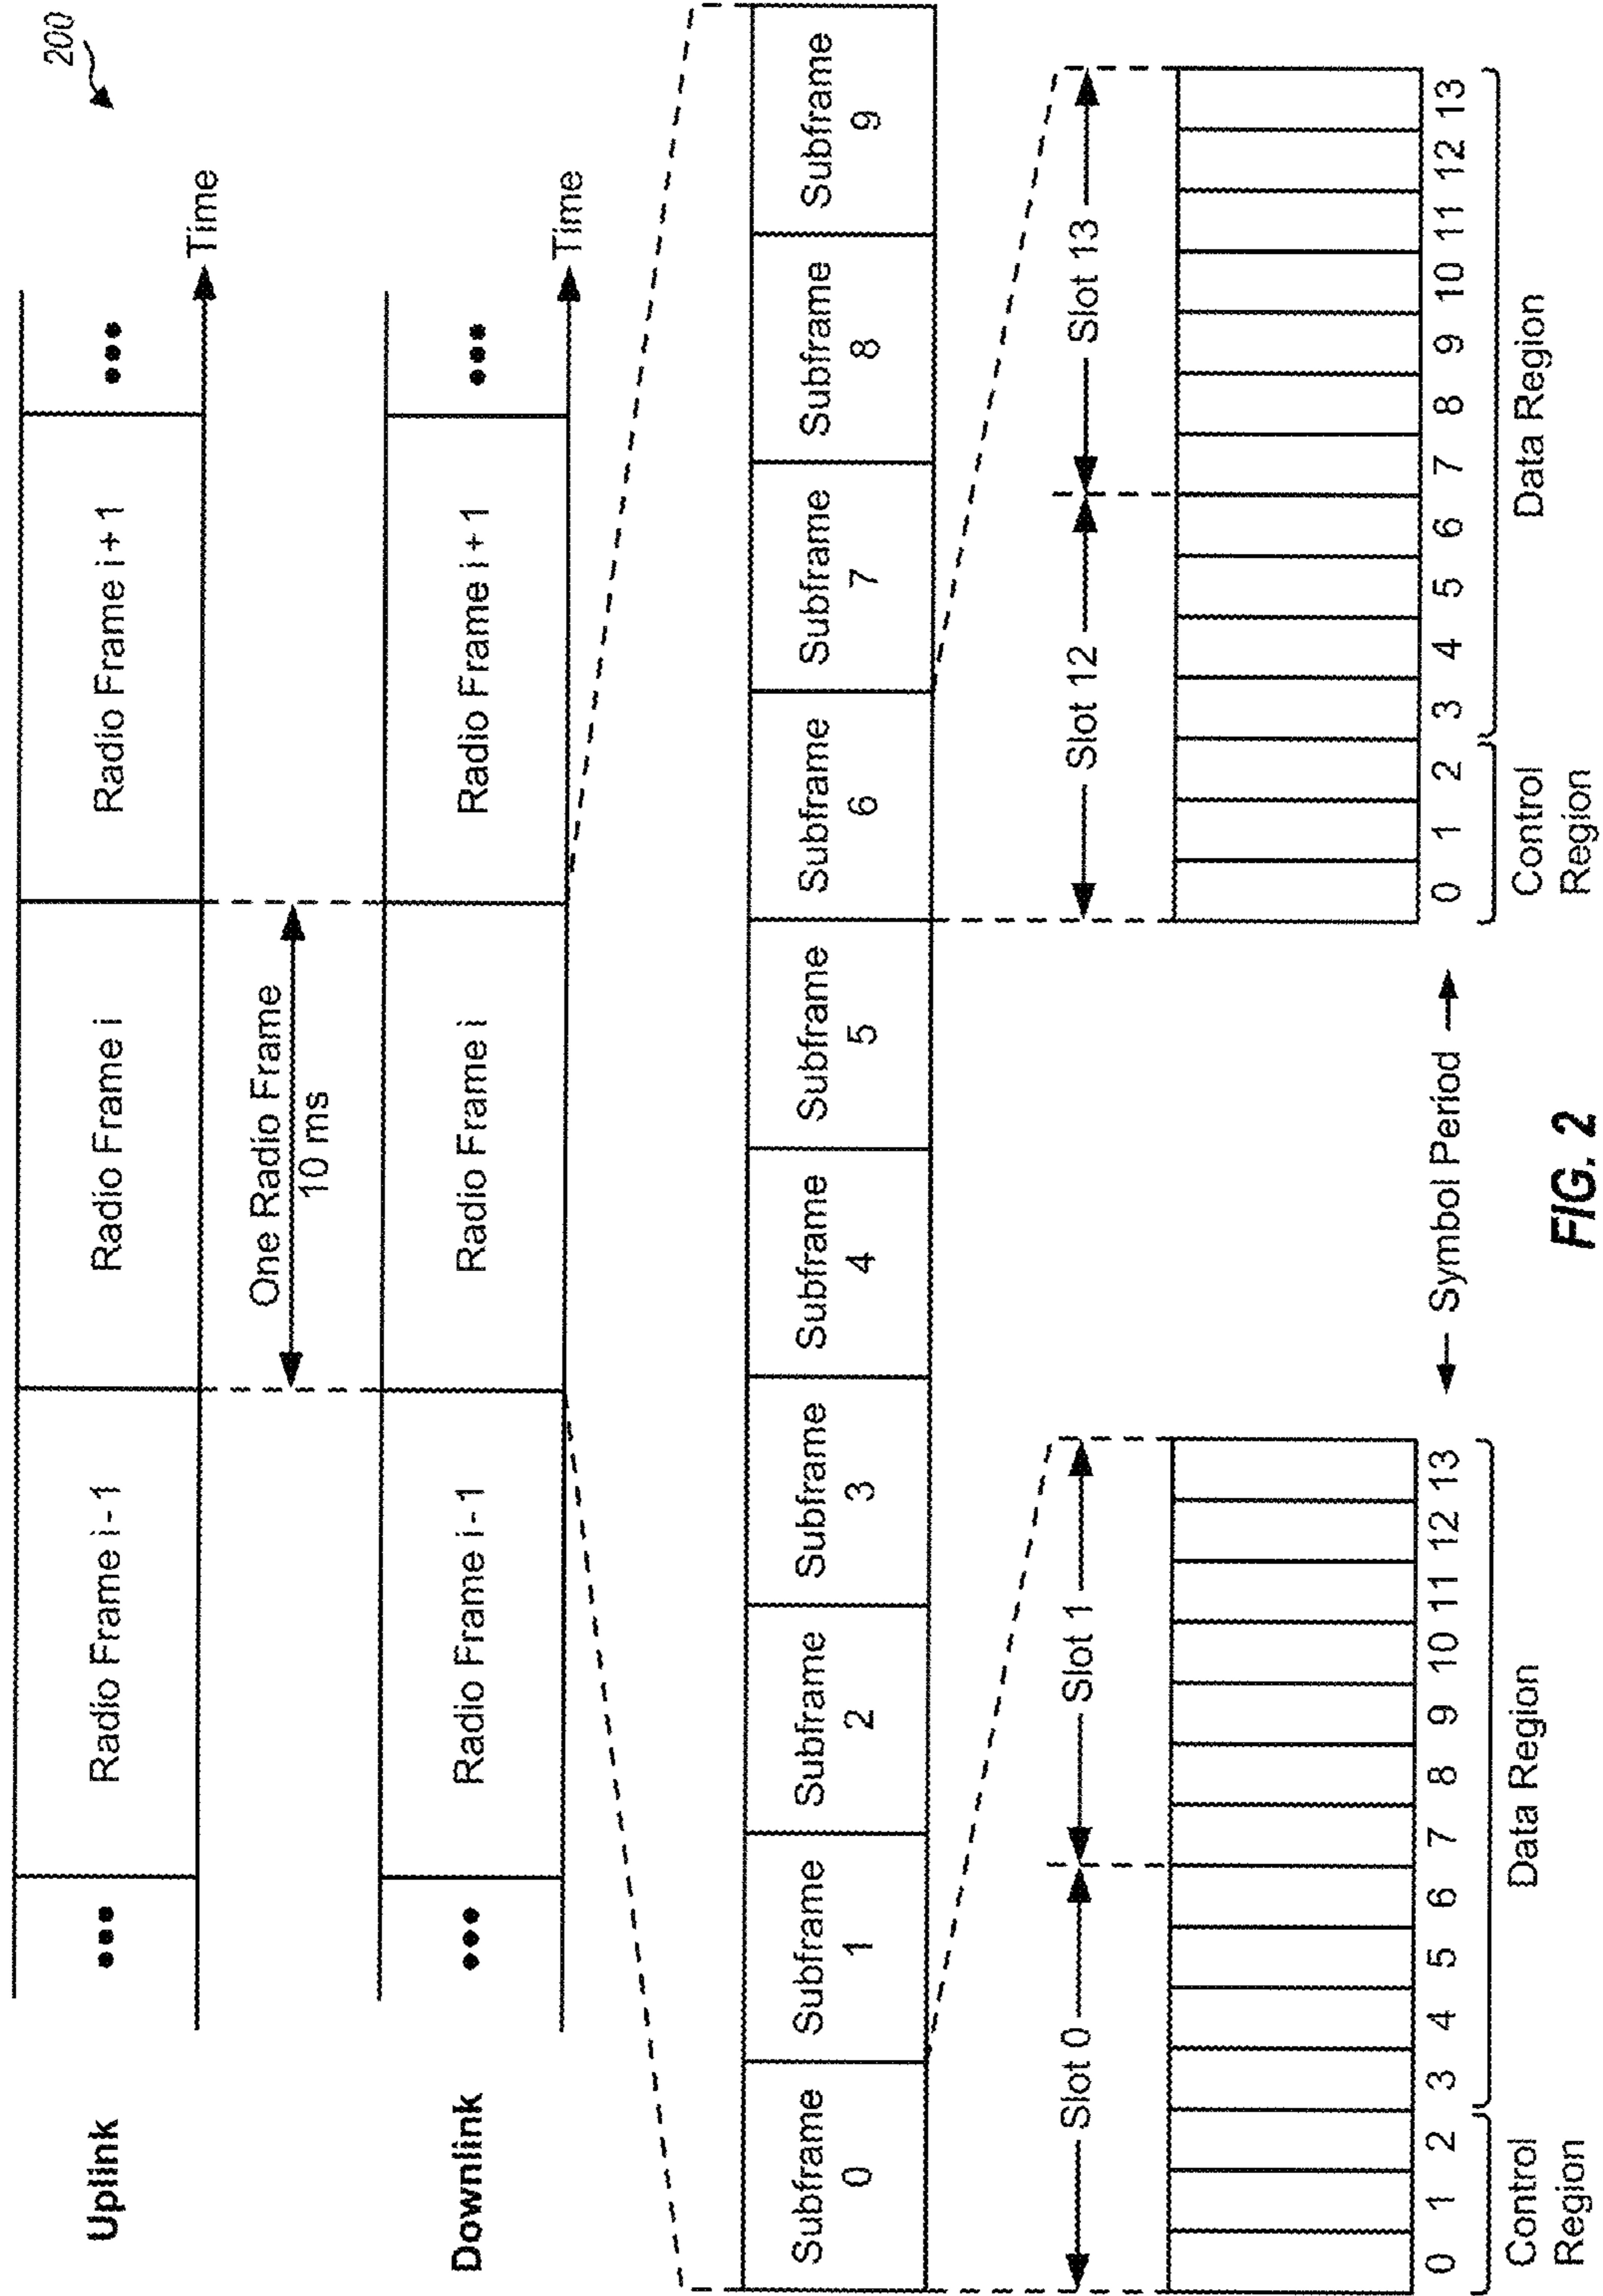 200
Uplink
•••
Radio Frame i-1
Radio Frame i
Radio Frame i+1
•••
Time
One Radio Frame
10 ms
Downlink
•••
Radio Frame i-1
Radio Frame i
Radio Frame i+1
•••
Time
Subframe
0
Subframe
1
Subframe
2
Subframe
3
Subframe
4
Subframe
5
Subframe
6
Subframe
7
Subframe
8
Subframe
9
Slot 0
Slot 1
Slot 12
Slot 13
0 1 2 3 4 5 6 7 8 9 10 11 12 13
Symbol Period
0 1 2 3 4 5 6 7 8 9 10 11 12 13
Control
Region
Data Region
Control
Region
Data Region
FIG. 2